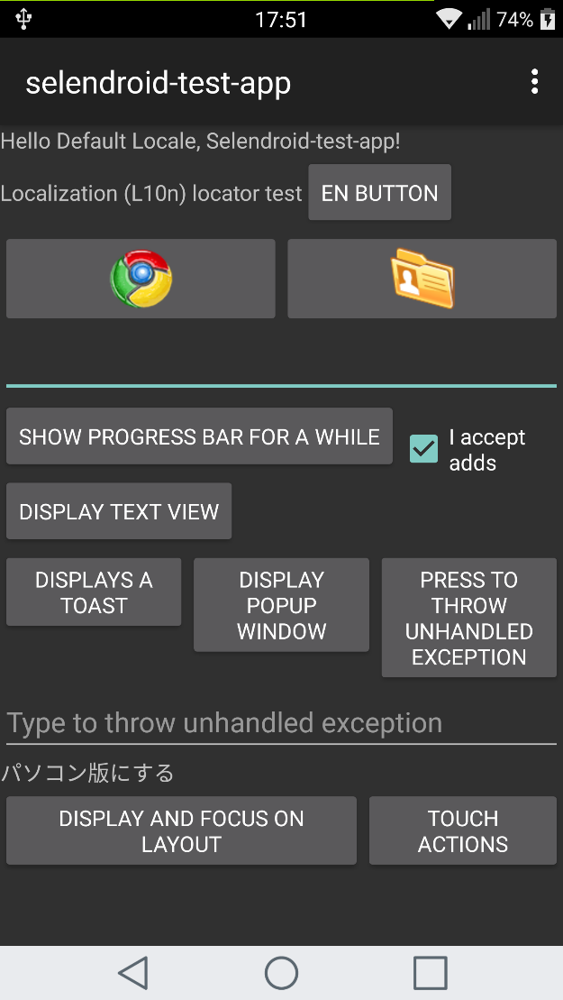 17:51
74%
selendroid-test-app
Hello Default Locale, Selendroid-test-app!
Localization (L10n) locator test
EN BUTTON
SHOW PROGRESS BAR FOR A WHILE
I accept
adds
DISPLAY TEXT VIEW
DISPLAYS A
TOAST
DISPLAY
POPUP
WINDOW
PRESS TO
THROW
UNHANDLED
EXCEPTION
Type to throw unhandled exception
パソコン版にする
DISPLAY AND FOCUS ON
LAYOUT
TOUCH
ACTIONS